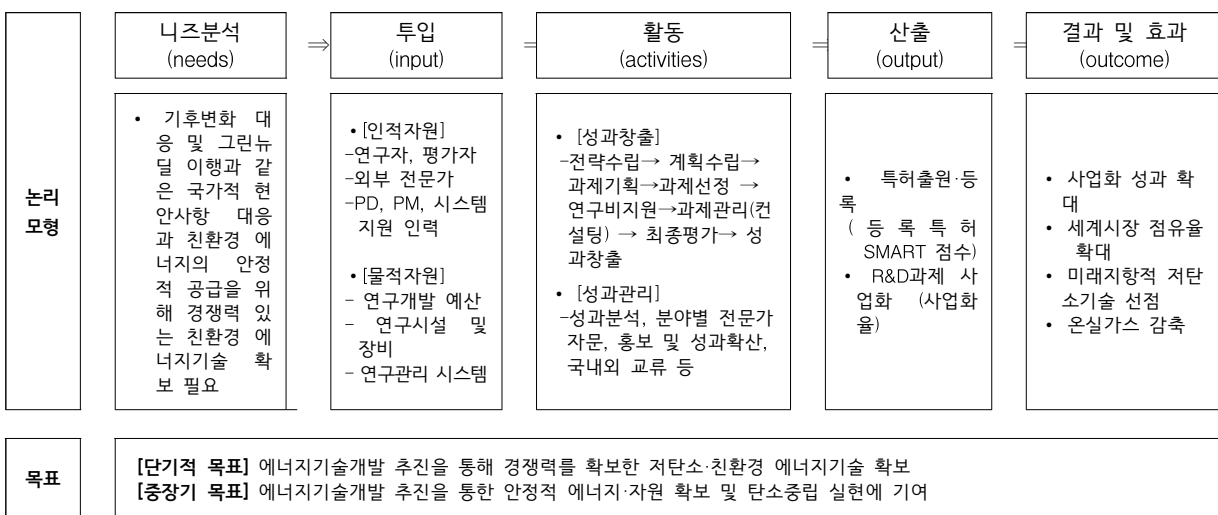 니즈분석
(needs)
⇒
투입
(input)
=
활동
(activities)
=
산출
(output)
=
결과 및 효과
(outcome)
논리
모형
• 기후변화 대
응 및 그린뉴
딜 이행과 같
은 국가적 현
안사항 대응
과 친환경 에
너지의 안정
적 공급을 위
해 경쟁력 있
는 친환경 에
너지기술 확
보 필요
•[인적자원]
-연구자, 평가자
-외부 전문가
-PD, PM, 시스템
지원 인력
•[물적자원]
- 연구개발 예산
- 연구시설 및
장비
- 연구관리 시스템
• [성과창출]
-전략수립→ 계획수립→
과제기획→과제선정 →
연구비지원→과제관리(컨
설팅) → 최종평가→ 성
과창출
• [성과관리]
-성과분석, 분야별 전문가
자문, 홍보 및 성과확산,
국내외 교류 등
• 특허출원·등
록
(등록특허
SMART 점수)
• R&D과제 사
업화 (사업화
율)
• 사업화 성과 확
대
• 세계시장 점유율
확대
• 미래지향적 저탄
소기술 선점
• 온실가스 감축
목표
[단기적 목표] 에너지기술개발 추진을 통해 경쟁력를 확보한 저탄소·친환경 에너지기술 확보
[중장기 목표] 에너지기술개발 추진을 통한 안정적 에너지·자원 확보 및 탄소중립 실현에 기여